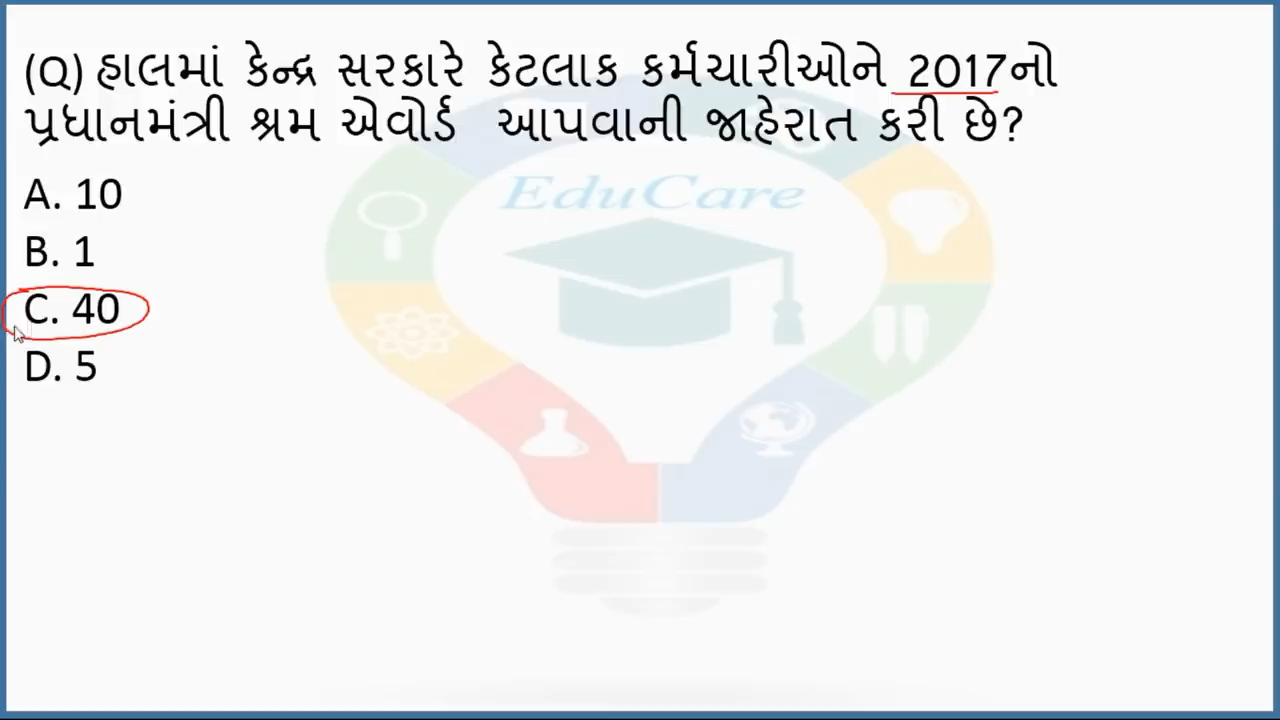 (Q) હાલમાં કેન્દ્ર સરકારે કેટલાક કર્મચારીઓને 2017નો
પ્રધાનમંત્રી શ્રમ એવોર્ડ આપવાની જાહેરાત કરી છે?
EduCare
A. 10
B. 1
C. 40
D. 5